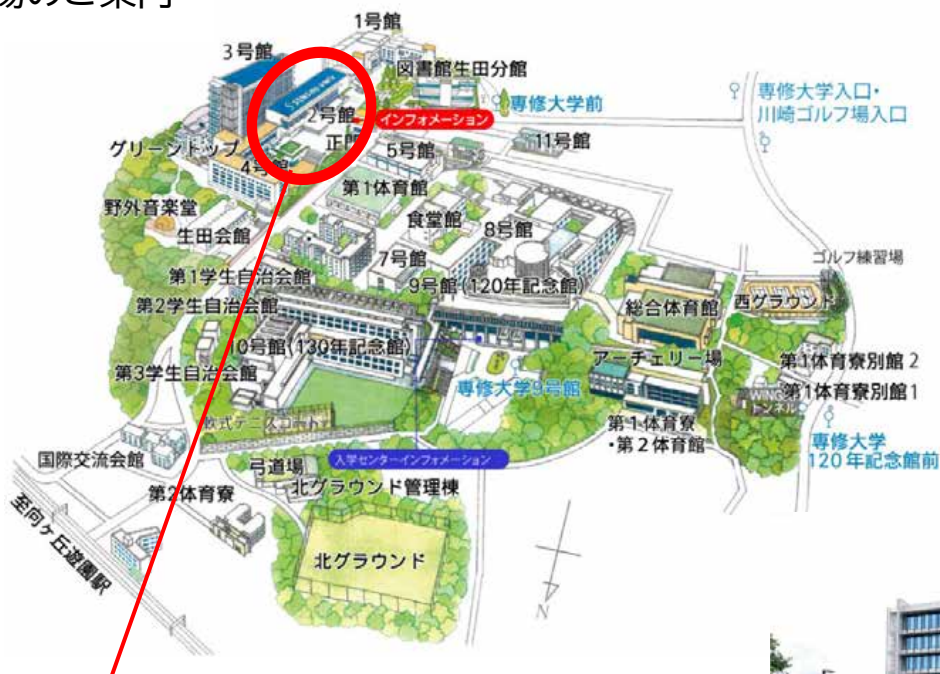 場のご案内
1号館
3号館
図書館生田分館
専修大学前
専修大学入口・
川崎ゴルフ場入口
2号館
インフォメーション
正門
5号館
11号館
グリーントップ
4号館
第1体育館
野外音楽堂
食堂館
8号館
生田会館
7号館
ゴルフ練習場
第1学生自治会館
9号館(120年記念館)
総合体育館
西グラウンド
第2学生自治会館
10号館(130年記念館)
アーチェリー場
第1体育寮別館2
第3学生自治会館
専修大学9号館
第1体育寮別館1
トンネル
軟式テニスコート
第1体育寮
・第2体育館
専修大学
120年記念館前
国際交流会館
弓道場
入学センターインフォメーション
第2体育寮
北グラウンド管理棟
至向ヶ丘遊園駅
北グラウンド
N